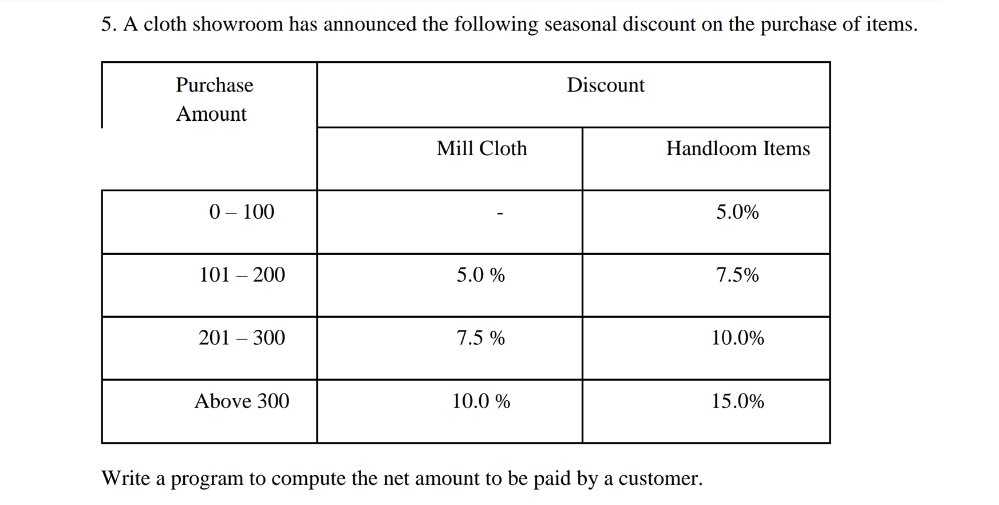 5. A cloth showroom has announced the following seasonal discount on the purchase of items.
Purchase
Amount
Discount
Mill Cloth
Handloom Items
0 – 100
-
5.0%
101 – 200
5.0 %
7.5%
201 – 300
7.5 %
10.0%
Above 300
10.0 %
15.0%
Write a program to compute the net amount to be paid by a customer.